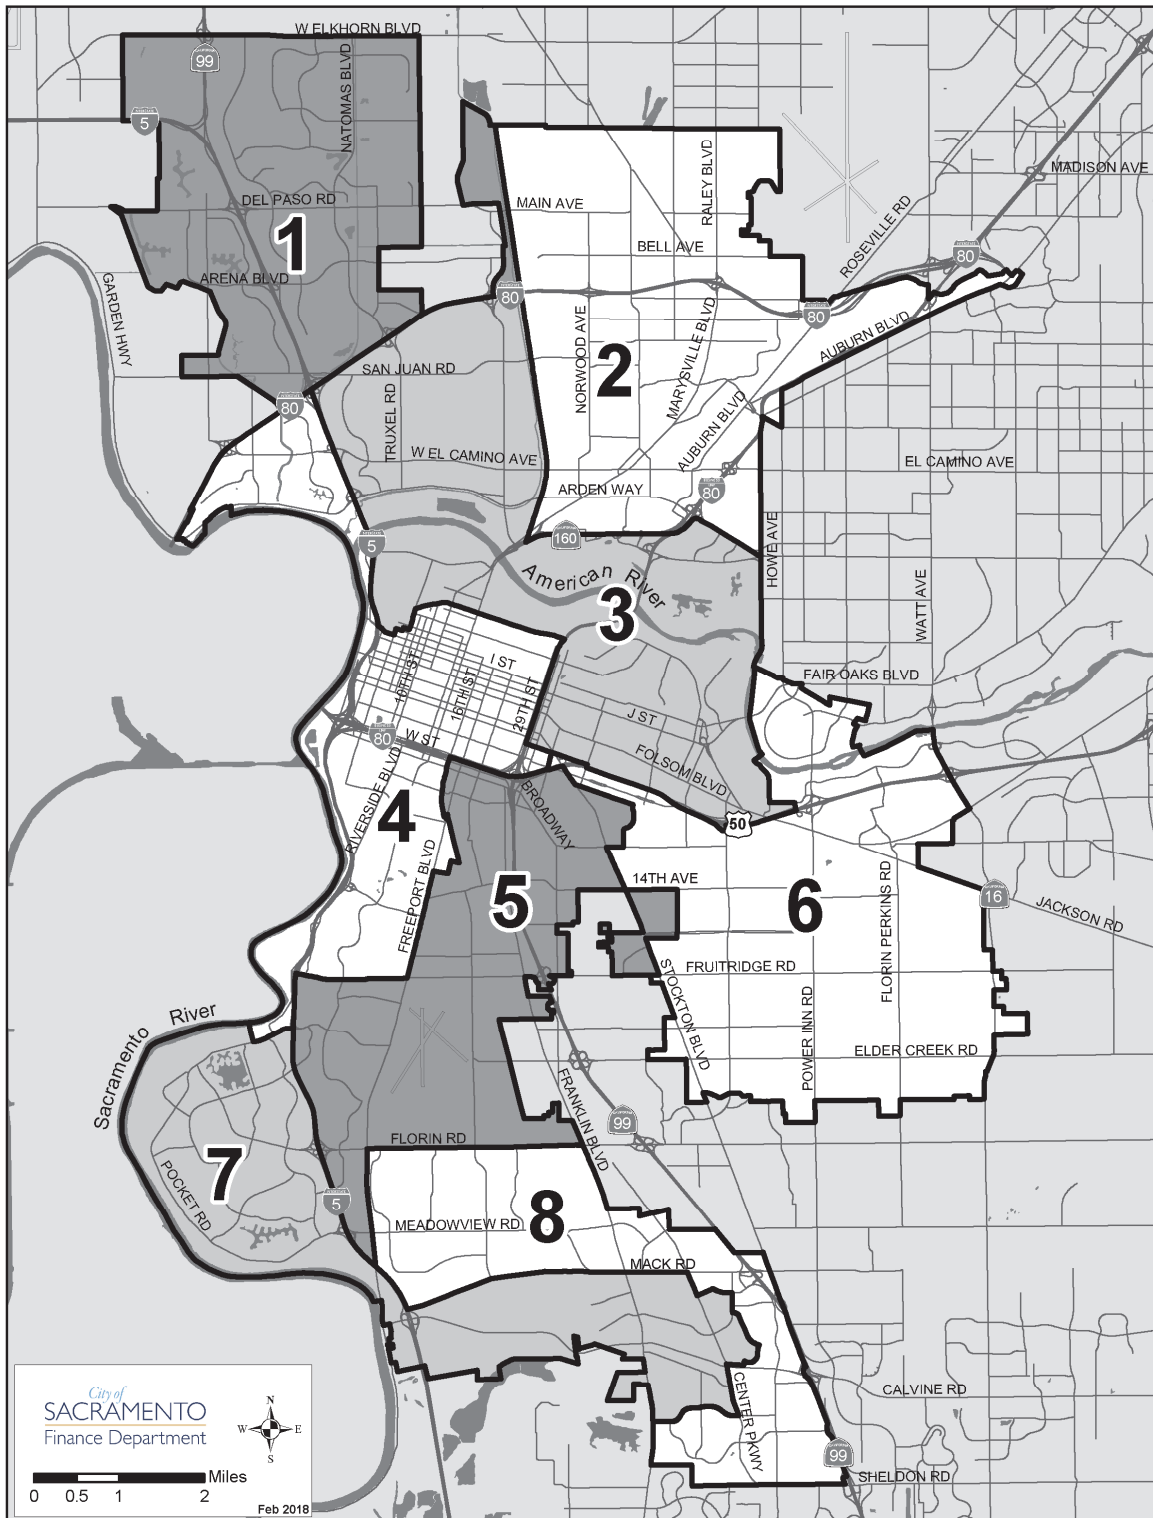 W ELKHORN BLVD
99
NATOMAS BLVD
5
MADISON AVE
RALEY BLVD
DEL PASO RD
MAIN AVE
ROSEVILLE RD
1
BELL AVE
80
ARENA BLVD
GARDEN HWY
80
80
NORWOOD AVE
MARYSVILLE BLVD
AUBURN BLVD
2
SAN JUAN RD
TRUXEL RD
80
AUBURN BLVD
W EL CAMINO AVE
EL CAMINO AVE
ARDEN WAY
80
160
5
HOWE AVE
American River
WATT AVE
3
I ST
10TH ST
16TH ST
29TH ST
FAIR OAKS BLVD
J ST
W ST
80
FOLSOM BLVD
RIVERSIDE BLVD
BROADWAY
4
50
FREEPORT BLVD
14TH AVE
5
6
FLORIN PERKINS RD
16
JACKSON RD
FRUITRIDGE RD
STOCKTON BLVD
POWER INN RD
Sacramento River
ELDER CREEK RD
FRANKLIN BLVD
99
FLORIN RD
7
POCKET RD
5
MEADOWVIEW RD
8
MACK RD
CENTER PKWY
CALVINE RD
99
SHELDON RD
City of
SACRAMENTO
Finance Department
N
W E
S
Miles
0 0.5 1 2
Feb 2018